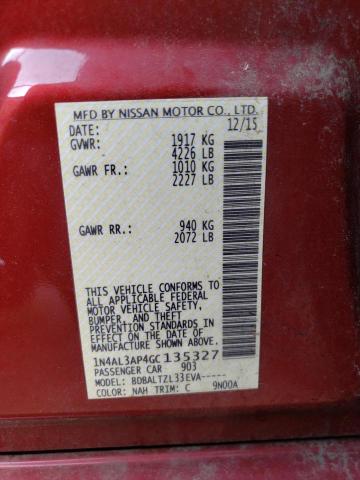 MFD BY NISSAN MOTOR CO., LTD.
DATE: 12/15
GVWR: 1917 KG
4226 LB
GAWR FR.: 1010 KG
2227 LB
GAWR RR.: 940 KG
2072 LB
THIS VEHICLE CONFORMS TO
ALL APPLICABLE FEDERAL
MOTOR VEHICLE SAFETY,
BUMPER, AND THEFT
PREVENTION STANDARDS IN
EFFECT ON THE DATE OF
MANUFACTURE SHOWN ABOVE.
1N4AL3AP4GC135327
PASSENGER CAR 903
MODEL: BDBALTZL33EVA-----
COLOR: NAH TRIM: C 9N00A